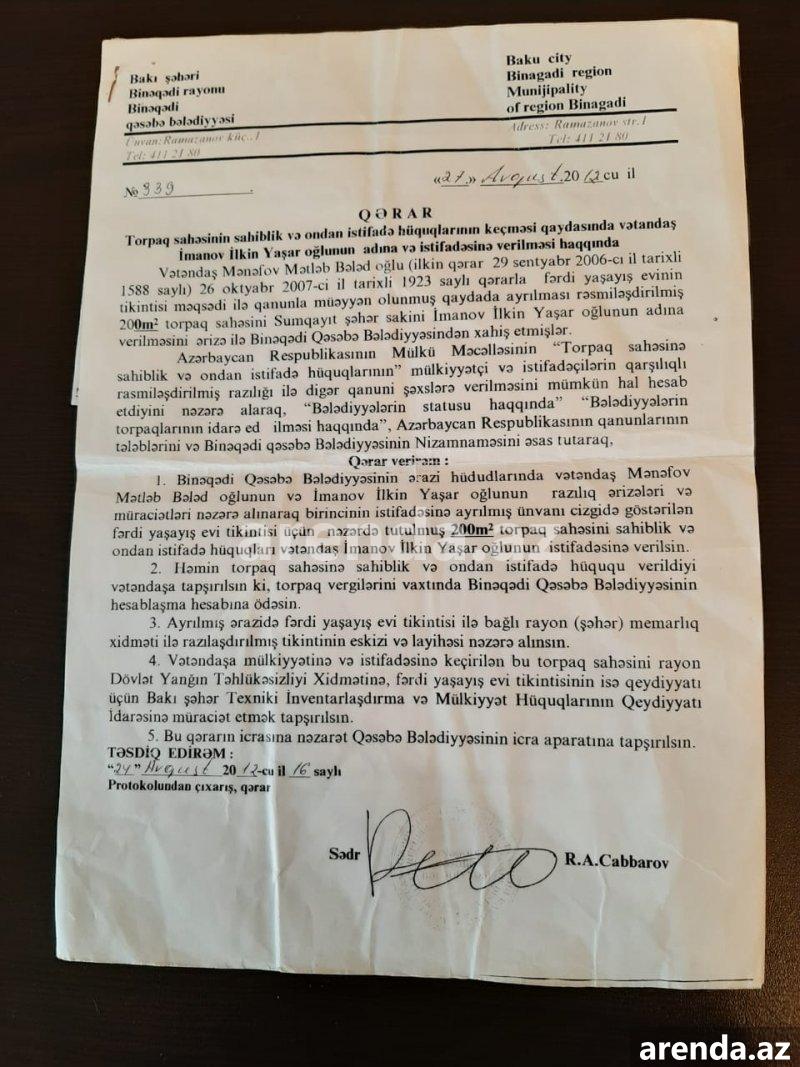 Bakı şəhəri
Binəqədi rayonu
Binəqədi
qəsəbə bələdiyyəsi
Baku city
Binagadi region
Munijipality
of region Binagadi
Ünvan: Ramazanov küç.,1
Tel: 411 21 80
Adress: Ramazanov str.1
Tel: 411 21 80
№ 939
«27» Avqust 2012 cu il
QƏRAR
Torpaq sahəsinin sahiblik və ondan istifadə hüquqlarının keçməsi qaydasında vətəndaş
İmanov İlkin Yaşar oğlunun adına və istifadəsinə verilməsi haqqında
Vətəndaş Mənəfov Mətləb Bələd oğlu (ilkin qərar 29 sentyabr 2006-cı il tarixli
1588 saylı) 26 oktyabr 2007-ci il tarixli 1923 saylı qərarla fərdi yaşayış evinin
tikintisi məqsədi ilə qanunla müəyyən olunmuş qaydada ayrılması rəsmiləşdirilmiş
200m² torpaq sahəsini Sumqayıt şəhər sakini İmanov İlkin Yaşar oğlunun adına
verilməsini ərizə ilə Binəqədi Qəsəbə Bələdiyyəsindən xahiş etmişlər.
Azərbaycan Respublikasının Mülkü Məcəlləsinin “Torpaq sahəsinə
sahiblik və ondan istifadə hüquqlarının” mülkiyyətçi və istifadəçilərin qarşılıqlı
rasmiləşdirilmiş razılığı ilə digər qanuni şəxslərə verilməsini mümkün hal hesab
etdiyini nəzərə alaraq, “Bələdiyyələrin statusu haqqında” “Bələdiyyələrin
torpaqlarının idarə ed ilməsi haqqında”, Azərbaycan Respublikasının qanunlarının
tələblərini və Binəqədi qəsəbə Bələdiyyəsinin Nizamnaməsini əsas tutaraq,
Qərar verirəm :
1. Binəqədi Qəsəbə Bələdiyyəsinin ərazi hüdudlarında vətəndaş Mənəfov
Mətləb Bələd oğlunun və İmanov İlkin Yaşar oğlunun razılıq ərizələri və
müraciətləri nəzərə alınaraq birincinin istifadəsinə ayrılmış ünvanı cizgidə göstərilən
fərdi yaşayış evi tikintisi üçün nəzərdə tutulmuş 200m² torpaq sahəsini sahiblik və
ondan istifadə hüquqları vətəndaş İmanov İlkin Yaşar oğlunun istifadəsinə verilsin.
2. Həmin torpaq sahəsinə sahiblik və ondan istifadə hüququ verildiyi
vətəndaşa tapşırılsın ki, torpaq vergilərini vaxtında Binəqədi Qəsəbə Bələdiyyəsinin
hesablaşma hesabına ödəsin.
3. Ayrılmış ərazidə fərdi yaşayış evi tikintisi ilə bağlı rayon (şəhər) memarlıq
xidməti ilə razılaşdırılmış tikintinin eskizi və layihəsi nəzərə alınsın.
4. Vətəndaşa mülkiyyətinə və istifadəsinə keçirilən bu torpaq sahəsini rayon
Dövlət Yanğın Təhlükəsizliyi Xidmətinə, fərdi yaşayış evi tikintisinin isə qeydiyyatı
üçün Bakı şəhər Texniki İnventarlaşdırma və Mülkiyyət Hüquqlarının Qeydiyyatı
İdarəsinə müraciət etmək tapşırılsın.
5. Bu qərarın icrasına nəzarət Qəsəbə Bələdiyyəsinin icra aparatına tapşırılsın.
TƏSDİQ EDİRƏM :
“24” Avqust 2012-cu il 16 saylı
Protokolundan çıxarış, qərar
Sədr R.A.Cabbarov
arenda.az